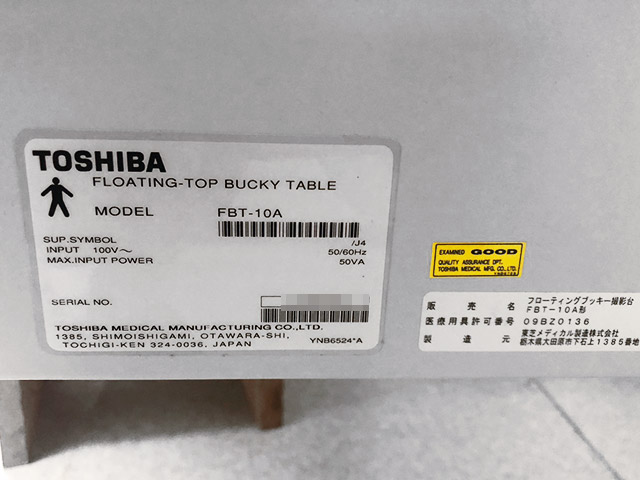 TOSHIBA
FLOATING-TOP BUCKY TABLE
MODEL FBT-10A
SUP.SYMBOL /J4
INPUT 100V～ 50/60Hz
MAX.INPUT POWER 50VA
SERIAL NO.
TOSHIBA MEDICAL MANUFACTURING CO.,LTD.
1385, SHIMOISHIGAMI, OTAWARA-SHI,
TOCHIGI-KEN 324-0036, JAPAN YNB6524*A
EXAMINED GOOD
QUALITY ASSURANCE DPT.
TOSHIBA MEDICAL MFG. CO.,LTD.
販売名 フローティングブッキー撮影台
FBT-10A形
医療用具許可番号 09BZ0136
製造元 東芝メディカル製造株式会社
栃木県大田原市下石上1385番地